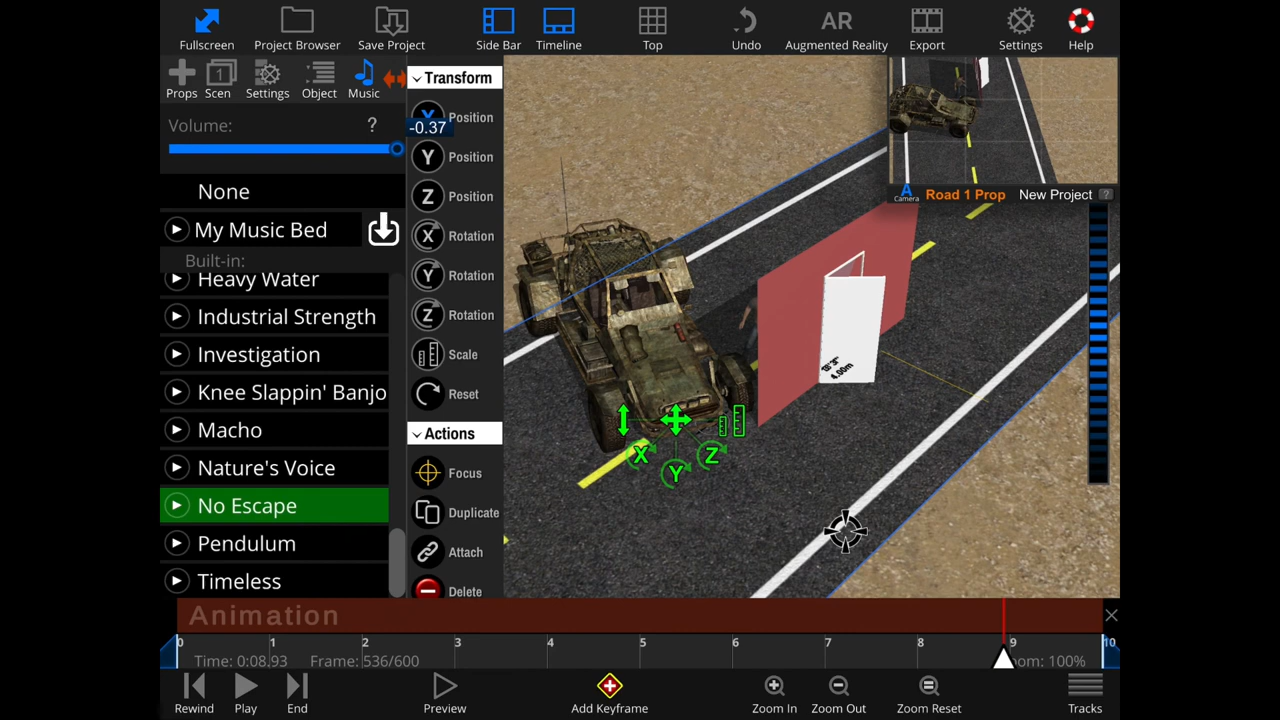 Fullscreen
Project Browser
Save Project
Side Bar
Timeline
Top
Undo
AR
Augmented Reality
Export
Settings
Help
Props
1
Scen
Settings
Object
Music
Volume:
?
None
My Music Bed
Built-in:
Heavy Water
Industrial Strength
Investigation
Knee Slappin' Banjo
Macho
Nature's Voice
No Escape
Pendulum
Timeless
Transform
X Position
-0.37
Y Position
Z Position
X Rotation
Y Rotation
Z Rotation
Scale
Reset
Actions
Focus
Duplicate
Attach
Delete
A
Camera
Road 1 Prop
New Project ?
4.00m
X
Y
Z
Animation
0 1 2 3 4 5 6 7 8 9 10
Time: 0:08.93 Frame: 536/600
oom: 100%
Rewind
Play
End
Preview
Add Keyframe
Zoom In
Zoom Out
Zoom Reset
Tracks